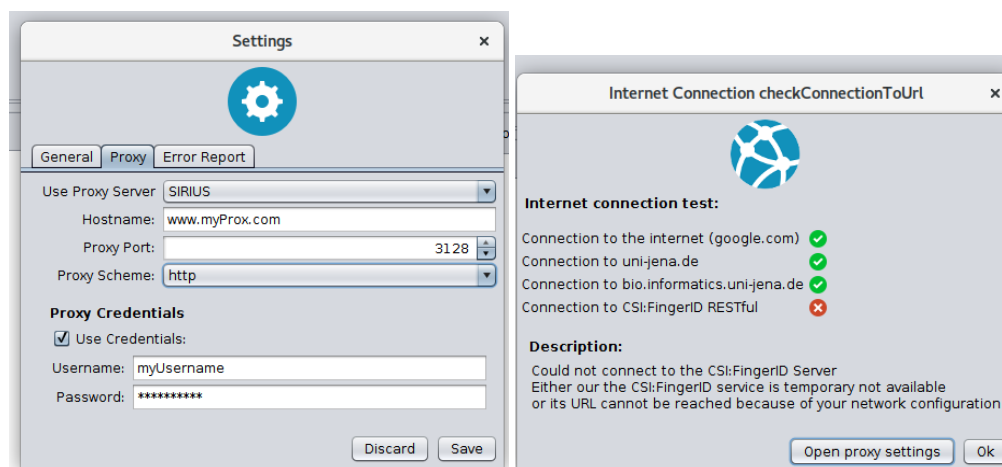 Settings
×
General Proxy Error Report
Use Proxy Server SIRIUS
Hostname: www.myProx.com
Proxy Port: 3128
Proxy Scheme: http
Proxy Credentials
Use Credentials:
Username: myUsername
Password: **********
Discard Save
Internet Connection checkConnectionToUrl
×
Internet connection test:
Connection to the internet (google.com)
Connection to uni-jena.de
Connection to bio.informatics.uni-jena.de
Connection to CSI:FingerID RESTful
Description:
Could not connect to the CSI:FingerID Server
Either our the CSI:FingerID service is temporary not available
or its URL cannot be reached because of your network configuration
Open proxy settings Ok